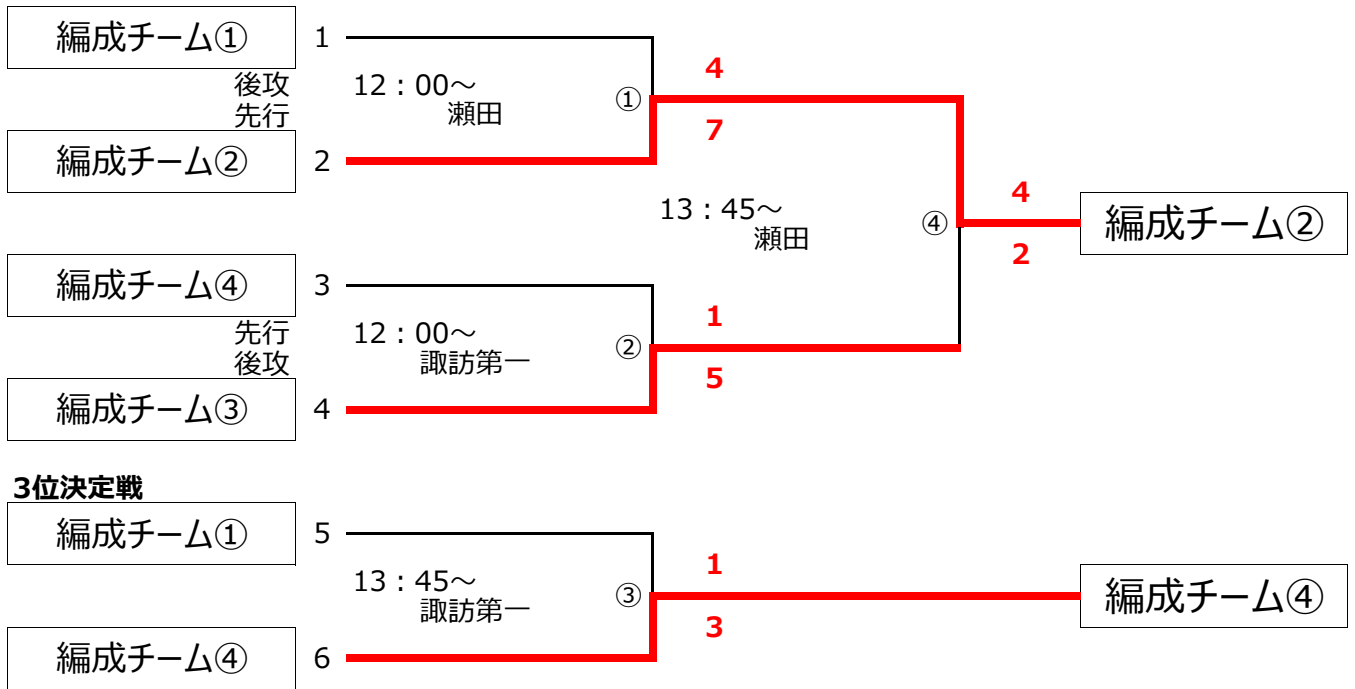 編成チーム①
1
4
後攻
12：00～
①
先行
瀬田
7
編成チーム②
2
13：45～
瀬田
④
4
2
編成チーム②
編成チーム④
3
1
先行
12：00～
②
後攻
諏訪第一
5
編成チーム③
4
3位決定戦
編成チーム①
5
13：45～
諏訪第一
③
1
3
編成チーム④
編成チーム④
6